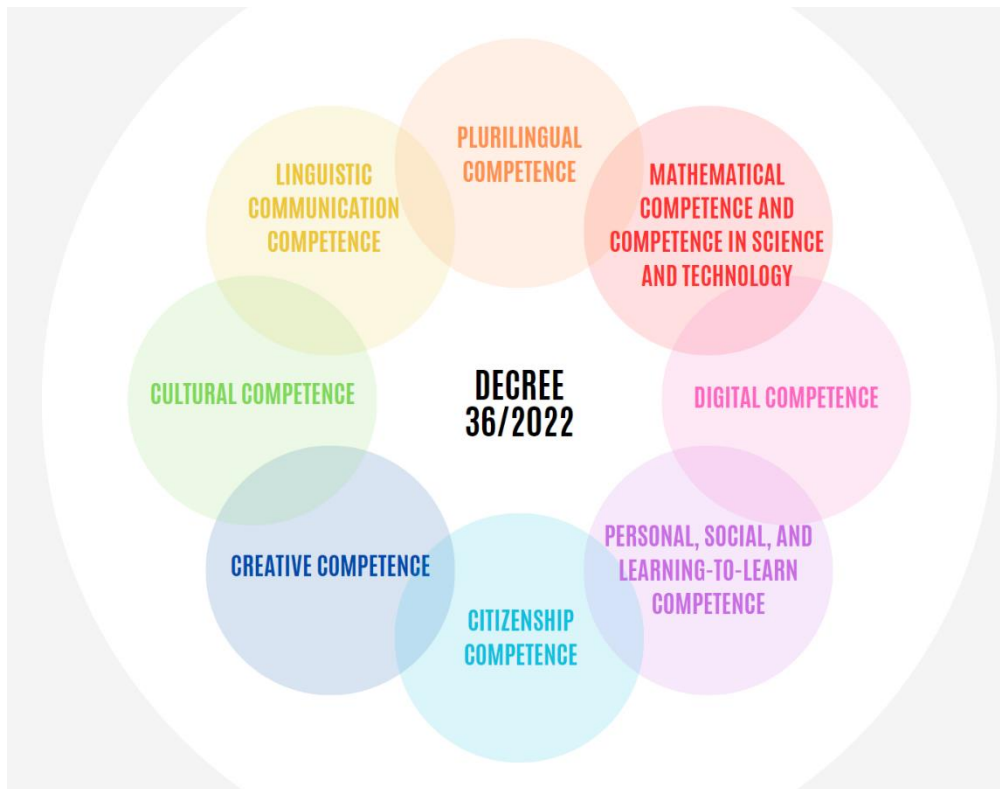 PLURILINGUAL
COMPETENCE
MATHEMATICAL
COMPETENCE AND
COMPETENCE IN SCIENCE
AND TECHNOLOGY
DIGITAL COMPETENCE
PERSONAL, SOCIAL, AND
LEARNING-TO-LEARN
COMPETENCE
CITIZENSHIP
COMPETENCE
CREATIVE COMPETENCE
CULTURAL COMPETENCE
LINGUISTIC
COMMUNICATION
COMPETENCE
DECREE
36/2022